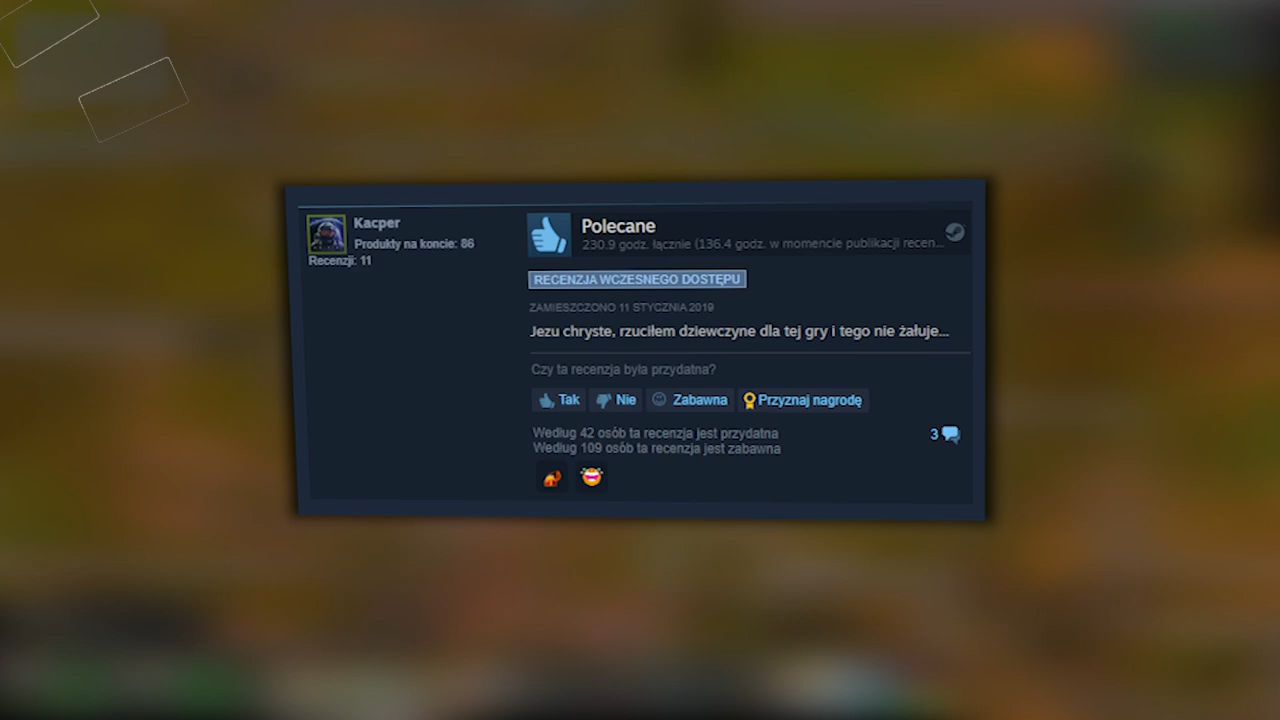 Kacper
Produkty na koncie: 86
Recenzji: 11
Polecane
230.9 godz. łącznie (136.4 godz. w momencie publikacji recen...
RECENZJA WCZESNEGO DOSTĘPU
ZAMIESZCZONO 11 STYCZNIA 2019
Jezu chryste, rzuciłem dziewczyne dla tej gry i tego nie żałuje...
Czy ta recenzja była przydatna?
Tak Nie Zabawna Przyznaj nagrodę
Według 42 osób ta recenzja jest przydatna
Według 109 osób ta recenzja jest zabawna
3